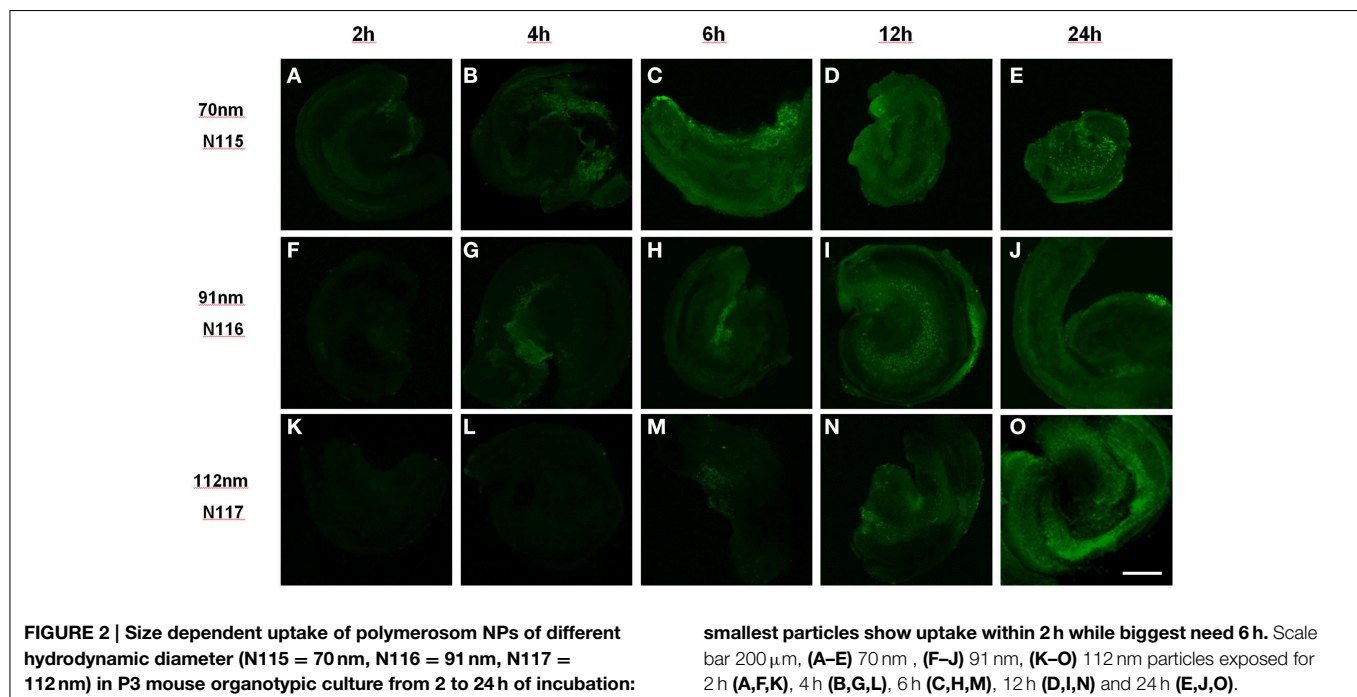 2h 4h 6h 12h 24h
A B C D E
70nm
N115
F G H I J
91nm
N116
K L M N O
112nm
N117
FIGURE 2 | Size dependent uptake of polymerosom NPs of different
hydrodynamic diameter (N115 = 70 nm, N116 = 91 nm, N117 =
112 nm) in P3 mouse organotypic culture from 2 to 24 h of incubation:
smallest particles show uptake within 2 h while biggest need 6 h. Scale
bar 200 μm, (A–E) 70 nm , (F–J) 91 nm, (K–O) 112 nm particles exposed for
2 h (A,F,K), 4 h (B,G,L), 6 h (C,H,M), 12 h (D,I,N) and 24 h (E,J,O).